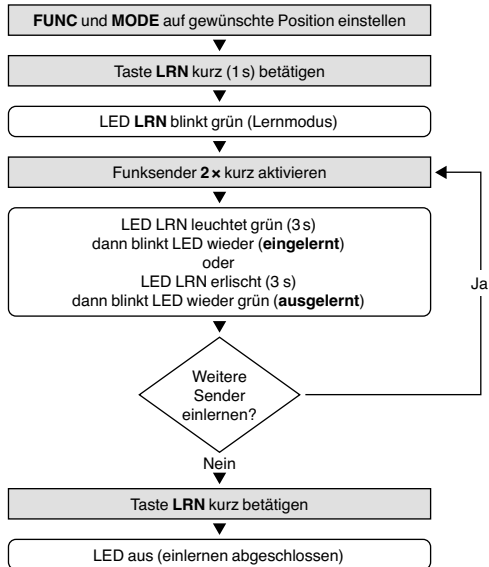 FUNC und MODE auf gewünschte Position einstellen
Taste LRN kurz (1 s) betätigen
LED LRN blinkt grün (Lernmodus)
Funksender 2 × kurz aktivieren
LED LRN leuchtet grün (3 s)
dann blinkt LED wieder (eingelernt)
oder
LED LRN erlischt (3 s)
dann blinkt LED wieder grün (ausgelernt)
Ja
Weitere
Sender
einlernen?
Nein
Taste LRN kurz betätigen
LED aus (einlernen abgeschlossen)